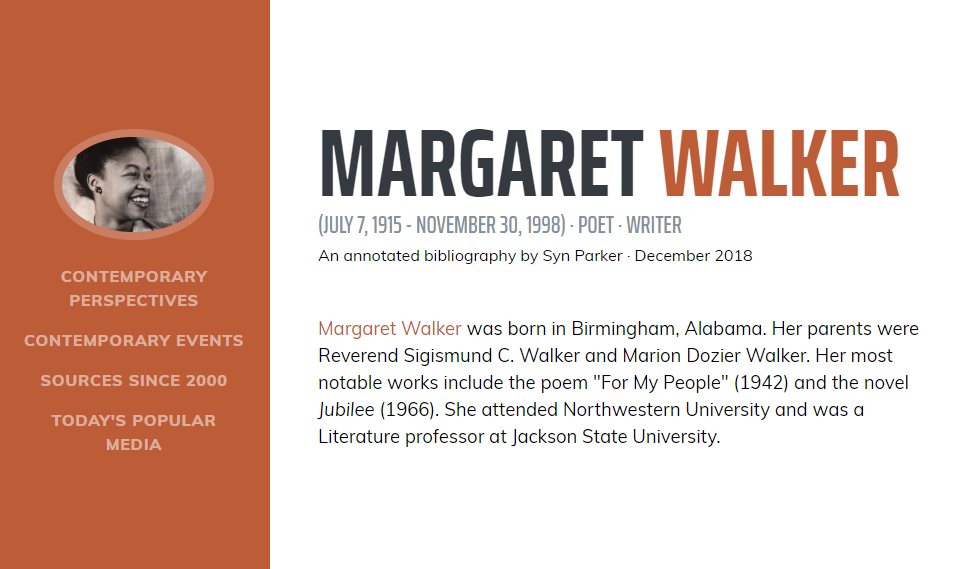 CONTEMPORARY
PERSPECTIVES
CONTEMPORARY EVENTS
SOURCES SINCE 2000
TODAY'S POPULAR
MEDIA
MARGARET WALKER
(JULY 7, 1915 - NOVEMBER 30, 1998) · POET · WRITER
An annotated bibliography by Syn Parker · December 2018
Margaret Walker was born in Birmingham, Alabama. Her parents were
Reverend Sigismund C. Walker and Marion Dozier Walker. Her most
notable works include the poem "For My People" (1942) and the novel
Jubilee (1966). She attended Northwestern University and was a
Literature professor at Jackson State University.